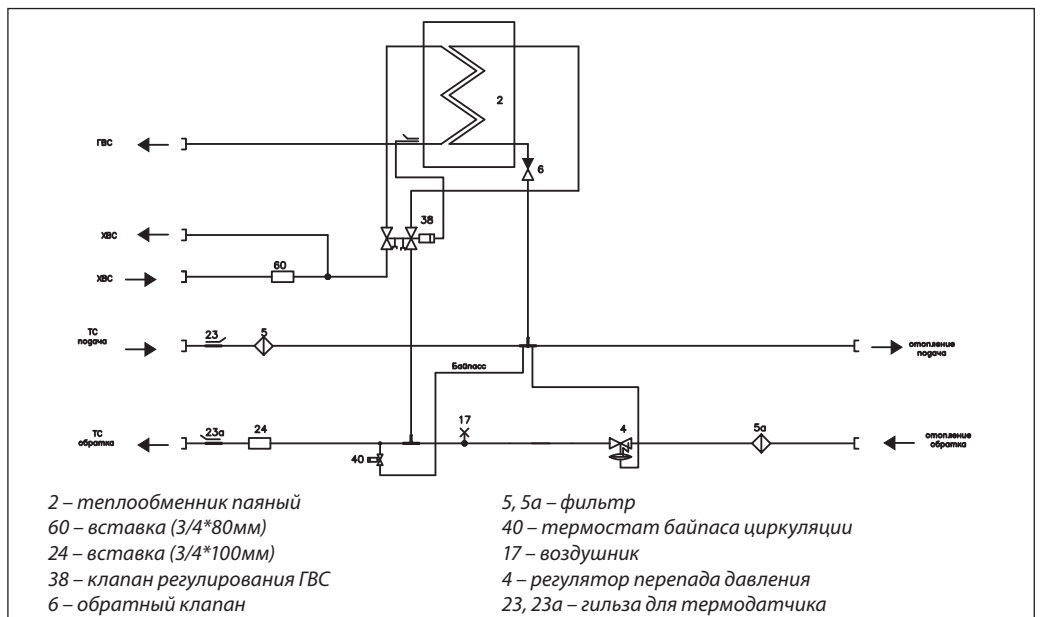 2
ГВС
6
38
ХВС
ХВС
60
ТС
подача
23
5
отопление
подача
Байпасс
ТС
обратка
23а
24
17
4
5а
отопление
обратка
40
2 – теплообменник паяный
60 – вставка (3/4*80мм)
24 – вставка (3/4*100мм)
38 – клапан регулирования ГВС
6 – обратный клапан
5, 5а – фильтр
40 – термостат байпаса циркуляции
17 – воздушник
4 – регулятор перепада давления
23, 23а – гильза для термодатчика